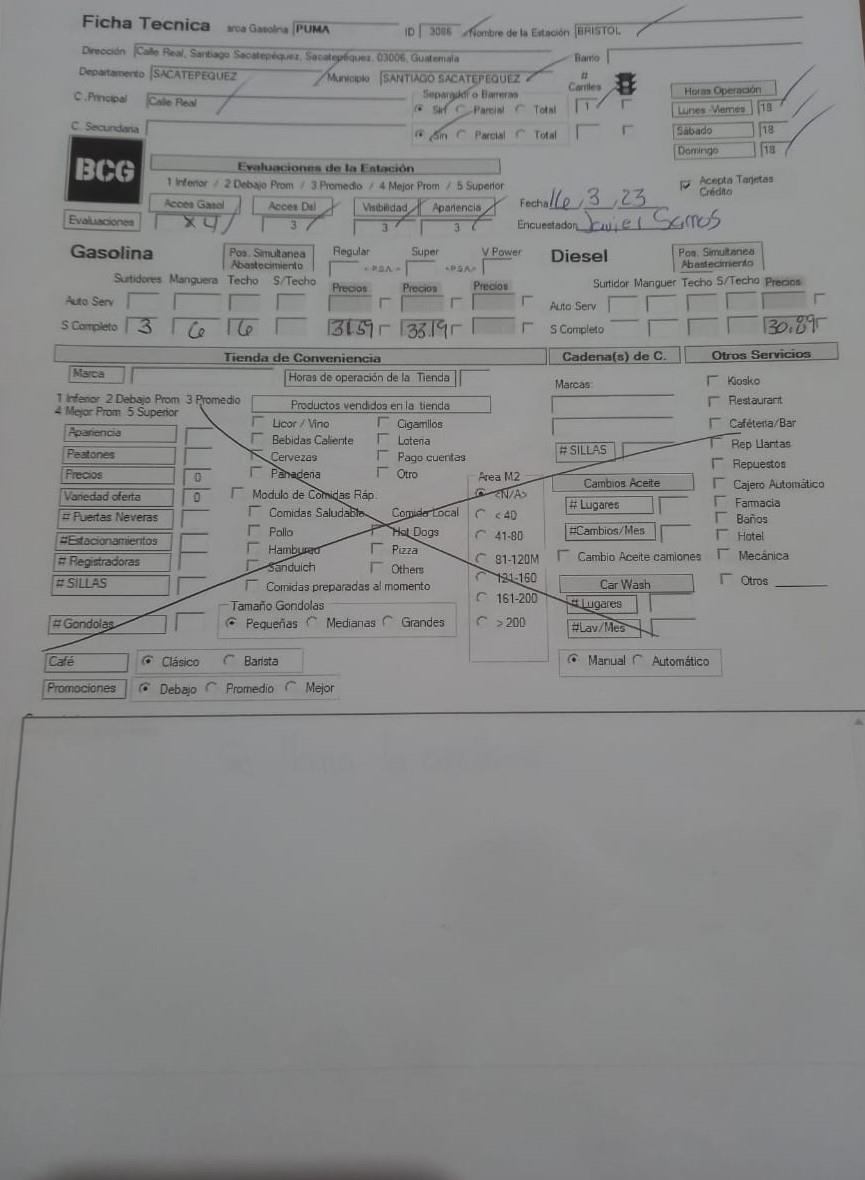 Ficha Tecnica arca Gasolina PUMA ID 3086 Nombre de la Estación BRISTOL
Dirección Calle Real, Santiago Sacatepéquez, Sacatepéquez, 03006, Guatemala Barrio
Departamento SACATEPEQUEZ Municipio SANTIAGO SACATEPEQUEZ # Carriles
C .Principal Calle Real Separador o Barreras Sin Parcial Total 1 Horas Operación
Lunes -Viernes 18
C. Secundaria Sin Parcial Total Sábado 18
Domingo 18
BCG
Evaluaciones de la Estación
1 Inferior / 2 Debajo Prom / 3 Promedio / 4 Mejor Prom / 5 Superior
Acepta Tarjetas Crédito
Acces Gasol Acces Dsl Visibilidad Apariencia Fecha 16, 3, 23
Evaluaciones X 4 3 3 3 Encuestador Javier
Gasolina Pos. Simultanea Abastecimiento Regular Super V Power Diesel Pos. Simultanea Abastecimiento
<-P.S.A.-> <-P.S.A.->
Surtidores Manguera Techo S/Techo Precios Precios Precios Surtidor Manguer Techo S/Techo Precios
Auto Serv Auto Serv
S Completo 3 6 6 31.59 33.19 S Completo 30.89
Tienda de Conveniencia Cadena(s) de C. Otros Servicios
Marca Horas de operación de la Tienda Marcas: Kiosko
1 Inferior 2 Debajo Prom 3 Promedio
4 Mejor Prom 5 Superior
Productos vendidos en la tienda Restaurant
Apariencia Licor / Vino Cigarrillos Caféteria/Bar
Peatones Bebidas Caliente Loteria # SILLAS Rep Llantas
Cervezas Pago cuentas Repuestos
Precios 0 Panaderia Otro Area M2 Cambios Aceite Cajero Automático
Variedad oferta 0 Modulo de Comidas Ráp. <N/A> # Lugares Farmacia
# Puertas Neveras Comidas Saludable Comida Local < 40 Baños
#Estacionamientos Pollo Hot Dogs 41-80 #Cambios/Mes Hotel
# Registradoras Hamburgu Pizza 81-120M Cambio Aceite camiones Mecánica
# SILLAS Sanduich Others 121-160 Car Wash Otros
Comidas preparadas al momento 161-200 # Lugares
# Gondolas Tamaño Gondolas
Pequeñas Medianas Grandes > 200 #Lav/Mes
Café Clásico Barista Manual Automático
Promociones Debajo Promedio Mejor